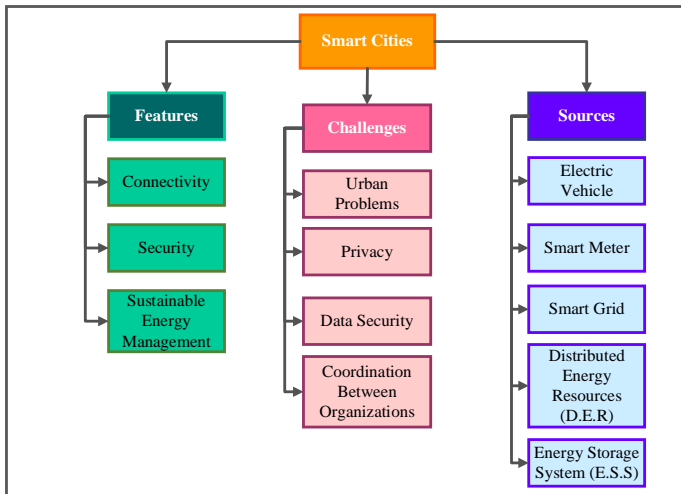 Smart Cities
Features
Connectivity
Security
Sustainable
Energy
Management
Challenges
Urban
Problems
Privacy
Data Security
Coordination
Between
Organizations
Sources
Electric
Vehicle
Smart Meter
Smart Grid
Distributed
Energy
Resources
(D.E.R)
Energy Storage
System (E.S.S)